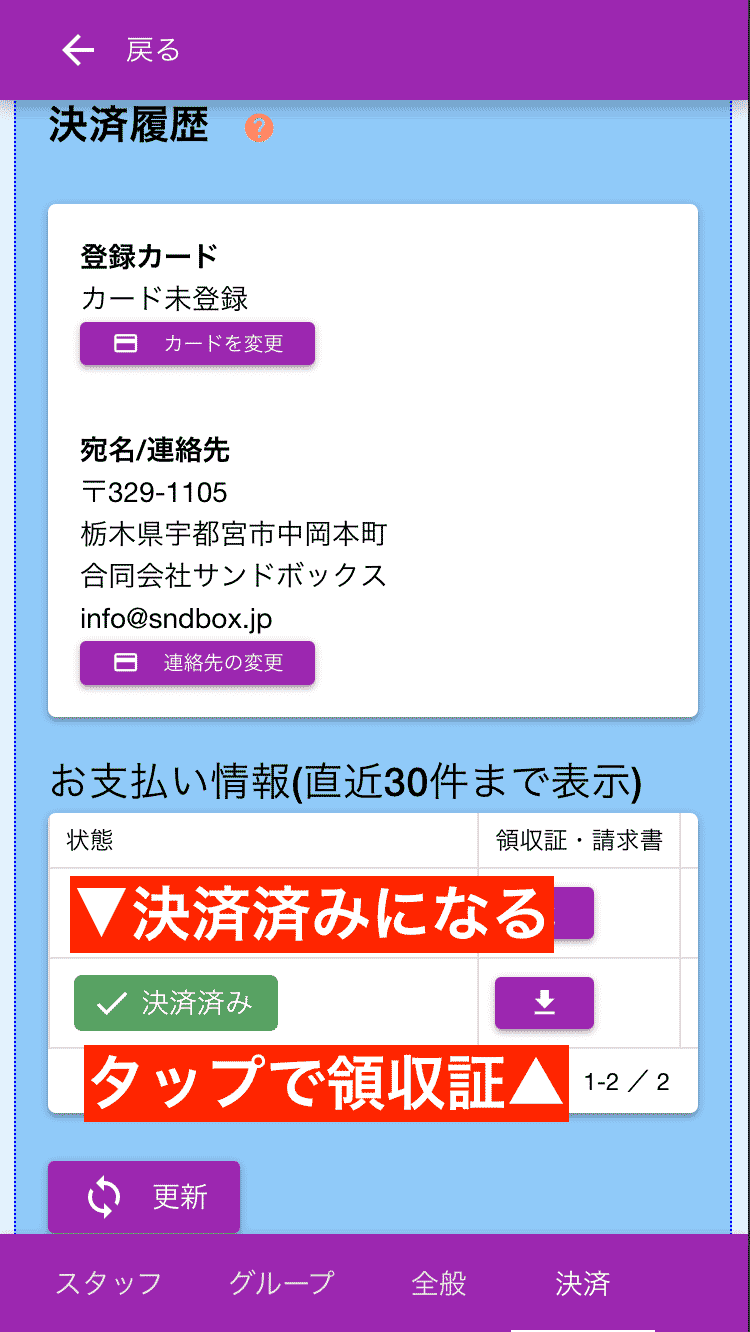 戻る
決済履歴
?
登録カード
カード未登録
カードを変更
宛名/連絡先
〒329-1105
栃木県宇都宮市中岡本町
合同会社サンドボックス
info@sndbox.jp
連絡先の変更
お支払い情報(直近30件まで表示)
状態 領収証・請求書
▼決済済みになる
決済済み
タップで領収証▲ 1-2 ／ 2
更新
スタッフ グループ 全般 決済